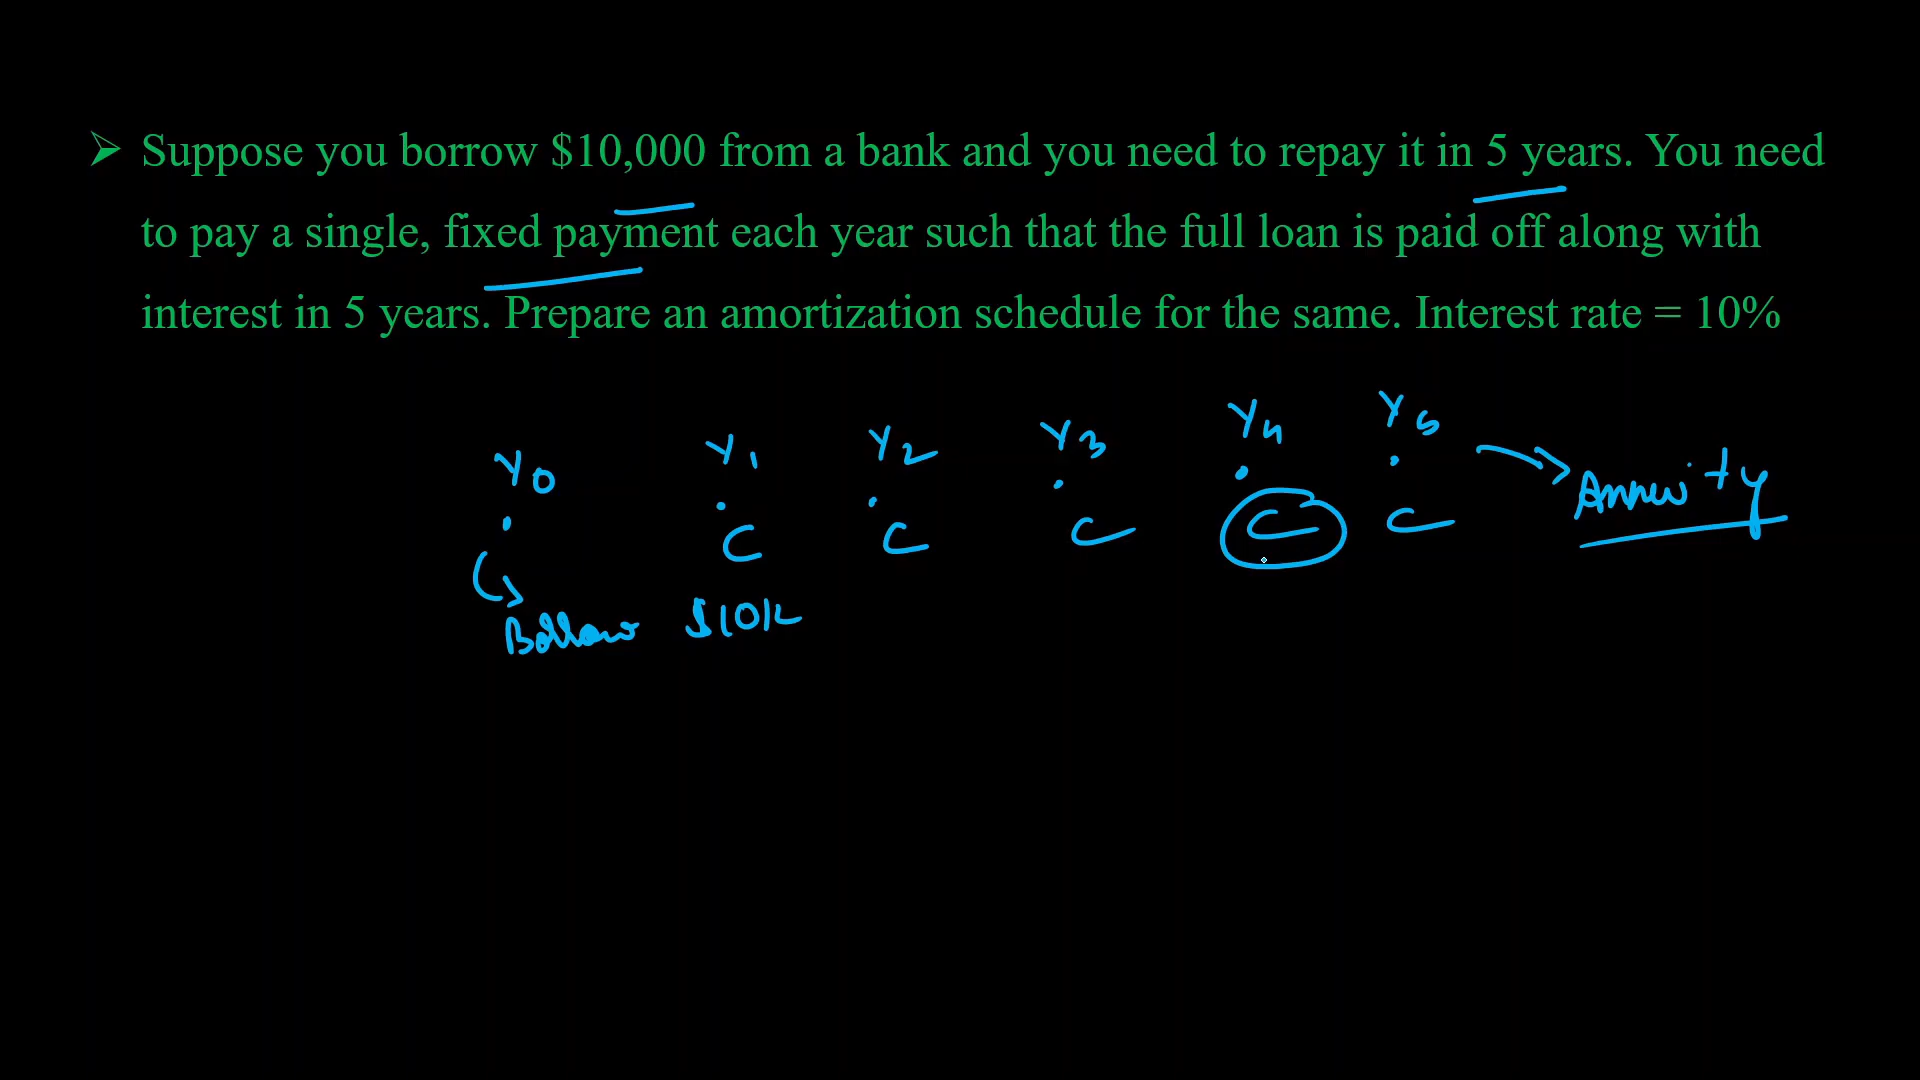 ➢ Suppose you borrow $10,000 from a bank and you need to repay it in 5 years. You need
to pay a single, fixed payment each year such that the full loan is paid off along with
interest in 5 years. Prepare an amortization schedule for the same. Interest rate = 10%
Y0 Y1 Y2 Y3 Y4 Y5
C C C C C Annuity
Borrow $10K